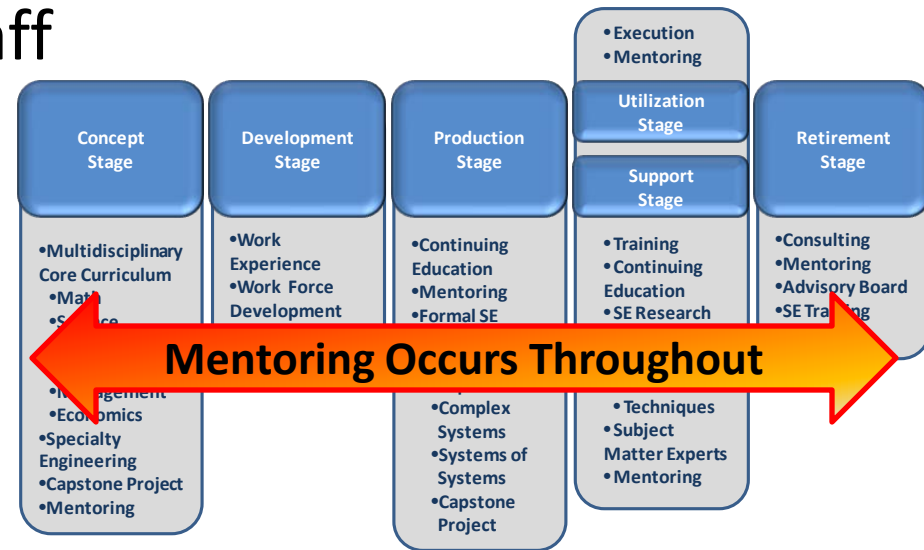 aff
Concept
Stage
•Multidisciplinary
Core Curriculum
•Math
•Economics
•Specialty
Engineering
•Capstone Project
•Mentoring
Development
Stage
•Work
Experience
•Work Force
Development
Production
Stage
•Continuing
Education
•Mentoring
•Formal SE
•Complex
Systems
•Systems of
Systems
•Capstone
Project
•Execution
•Mentoring
Utilization
Stage
Support
Stage
•Training
•Continuing
Education
•SE Research
•Techniques
•Subject
Matter Experts
•Mentoring
Retirement
Stage
•Consulting
•Mentoring
•Advisory Board
•SE Training
Mentoring Occurs Throughout